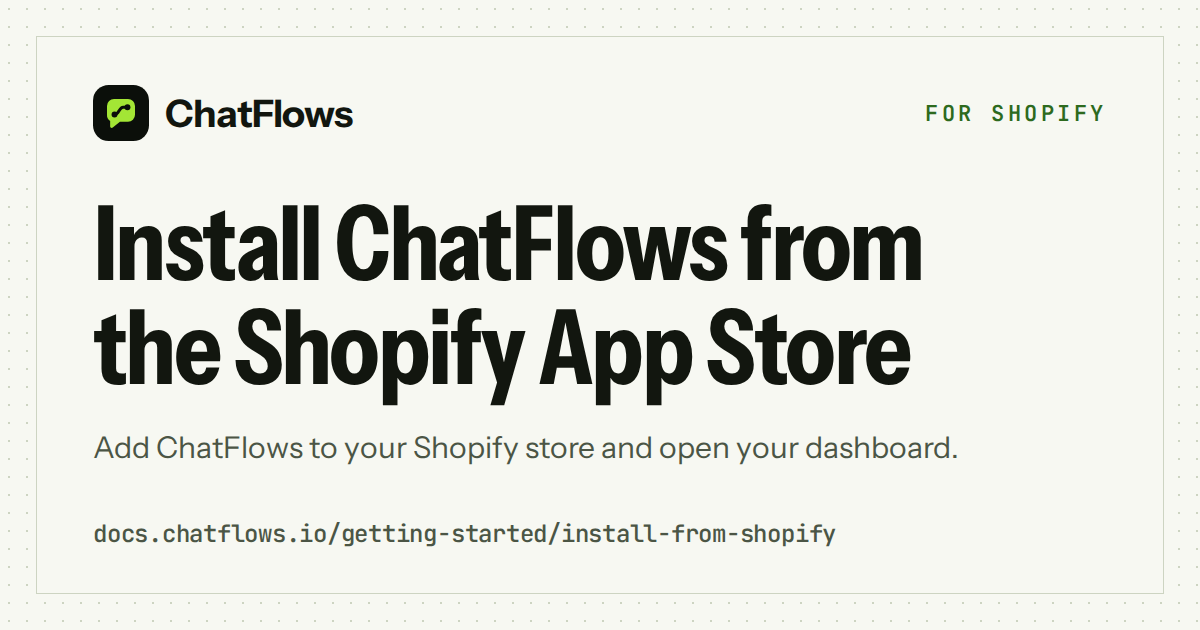 ChatFlows
FOR SHOPIFY
Install ChatFlows from
the Shopify App Store
Add ChatFlows to your Shopify store and open your dashboard.
docs.chatflows.io/getting-started/install-from-shopify